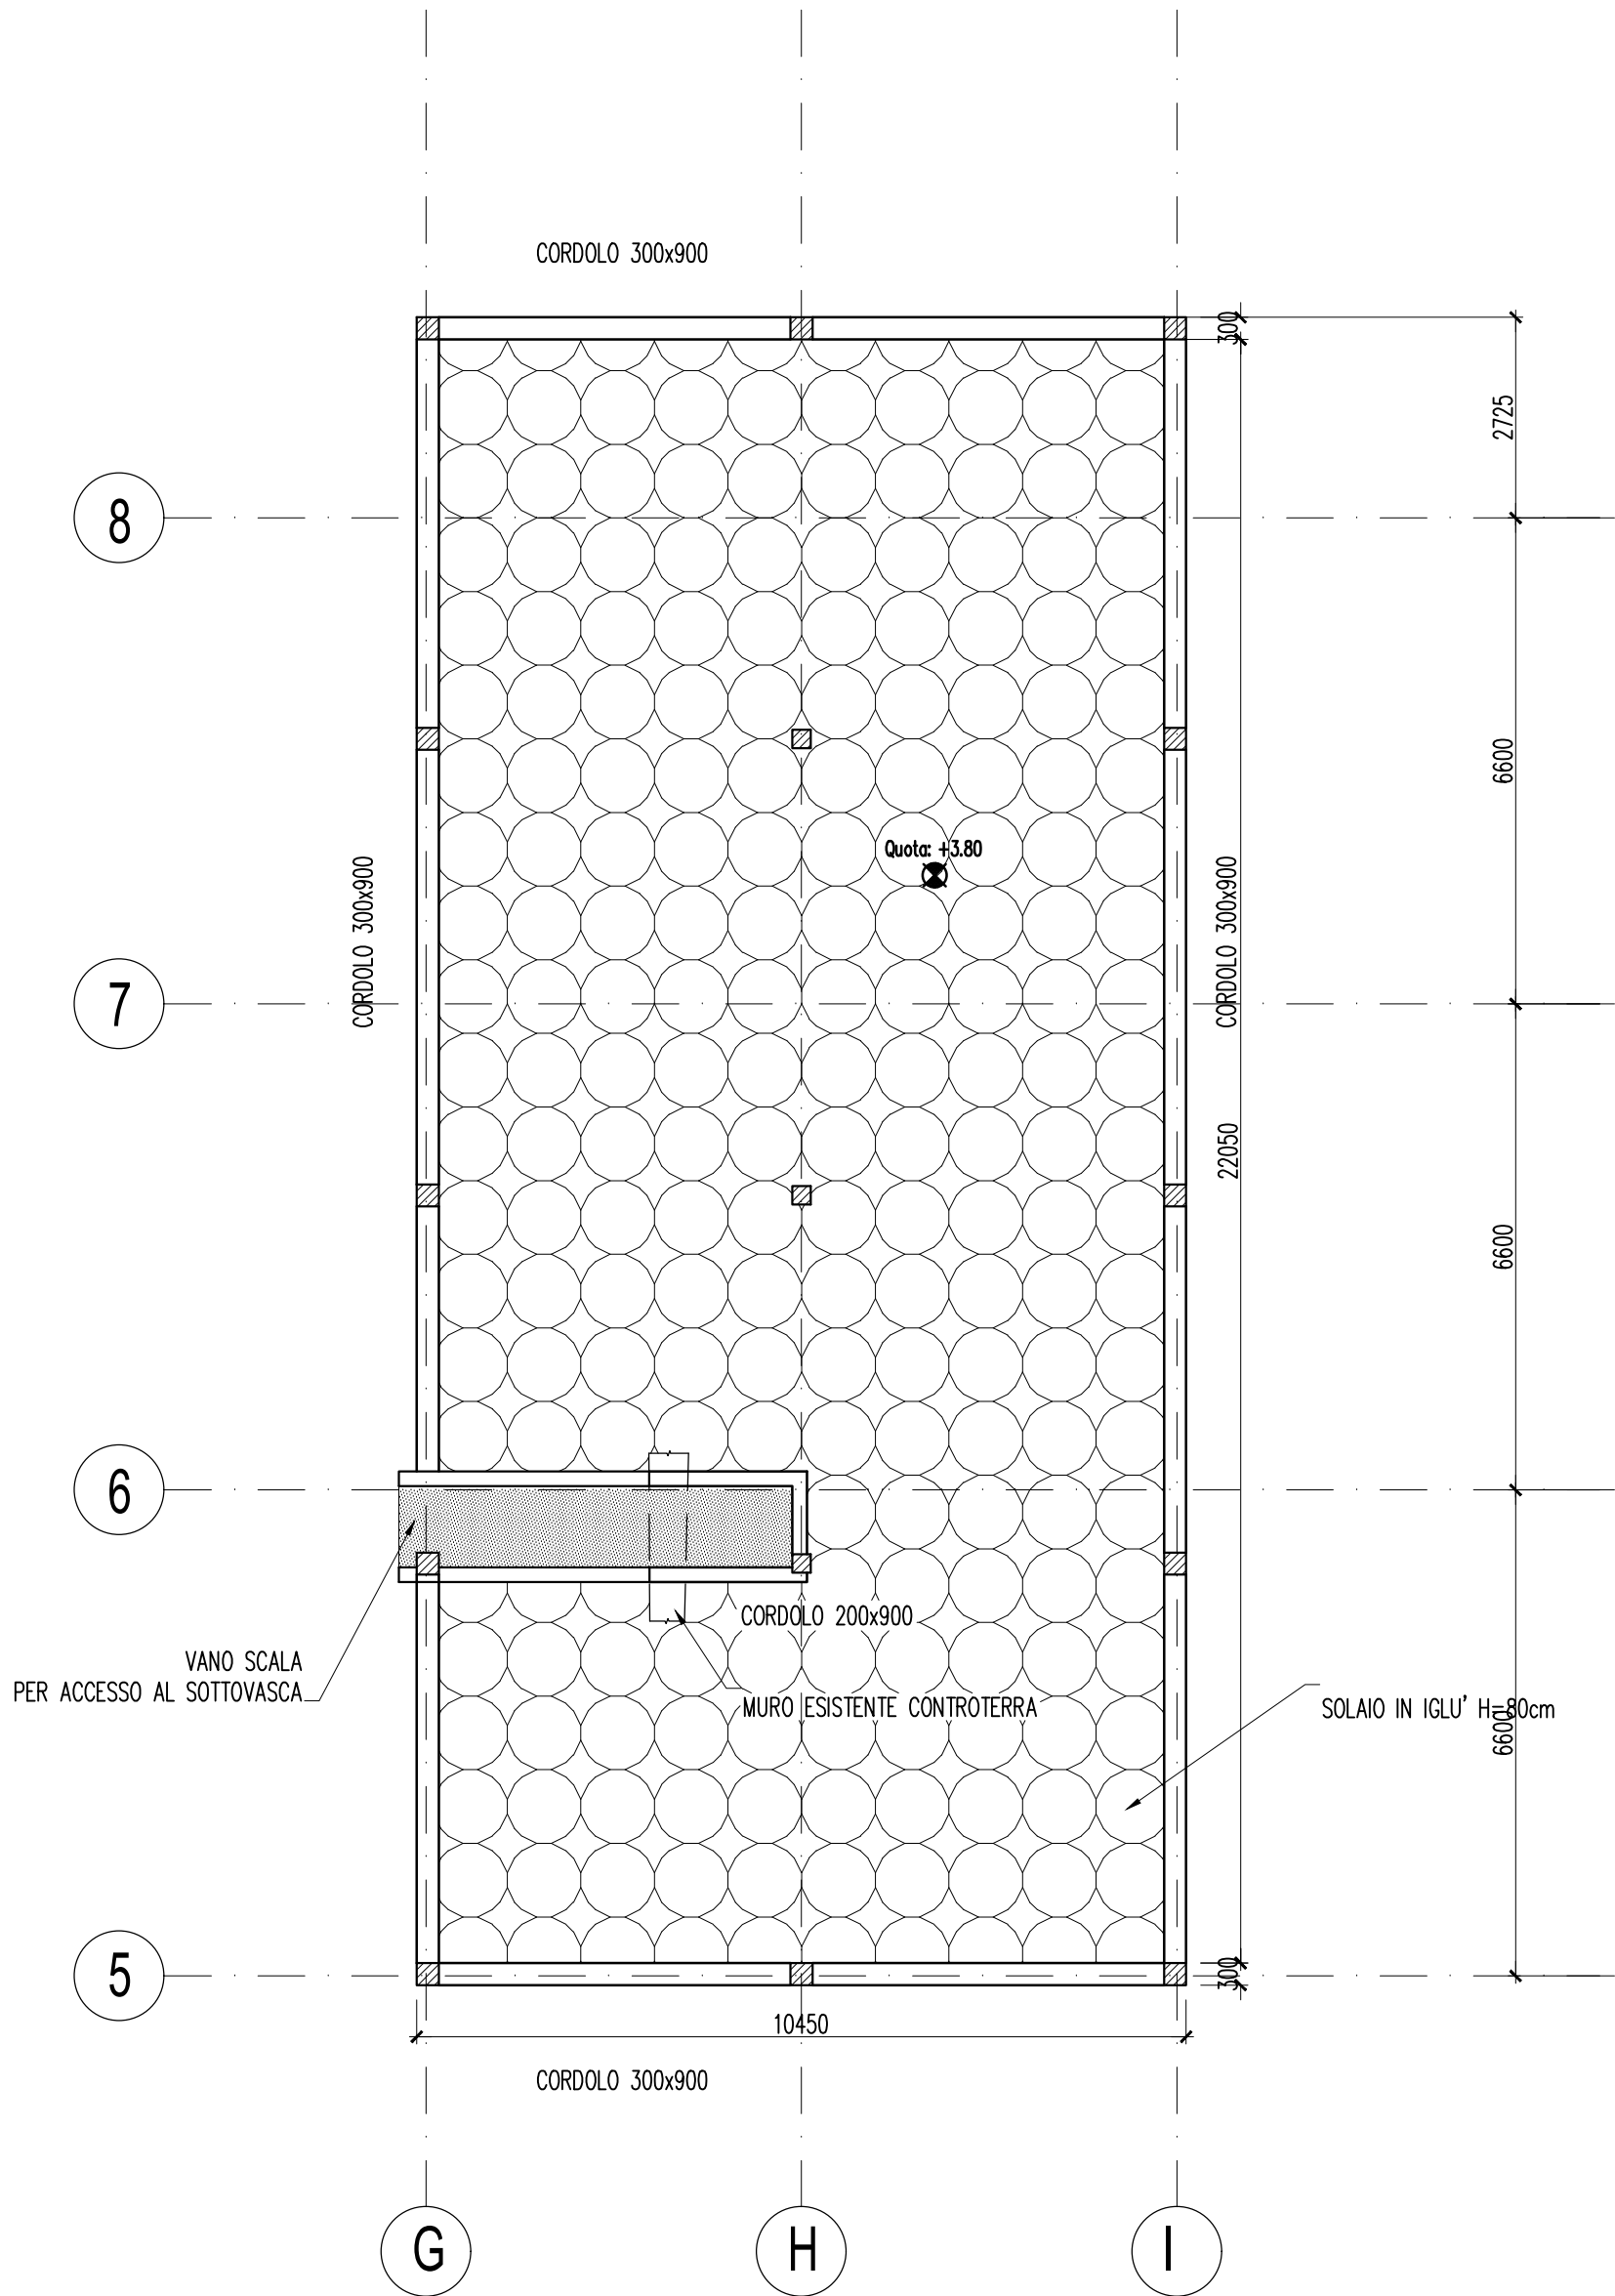 CORDOLO 300x900
300
2725
8
6600
Quota: +3.80
CORDOLO 300x900
CORDOLO 300x900
7
22050
6600
6
CORDOLO 200x900
VANO SCALA
PER ACCESSO AL SOTTOVASCA
MURO ESISTENTE CONTROTERRA
SOLAIO IN IGLU' H=80cm
6600
5
300
10450
CORDOLO 300x900
G
H
I